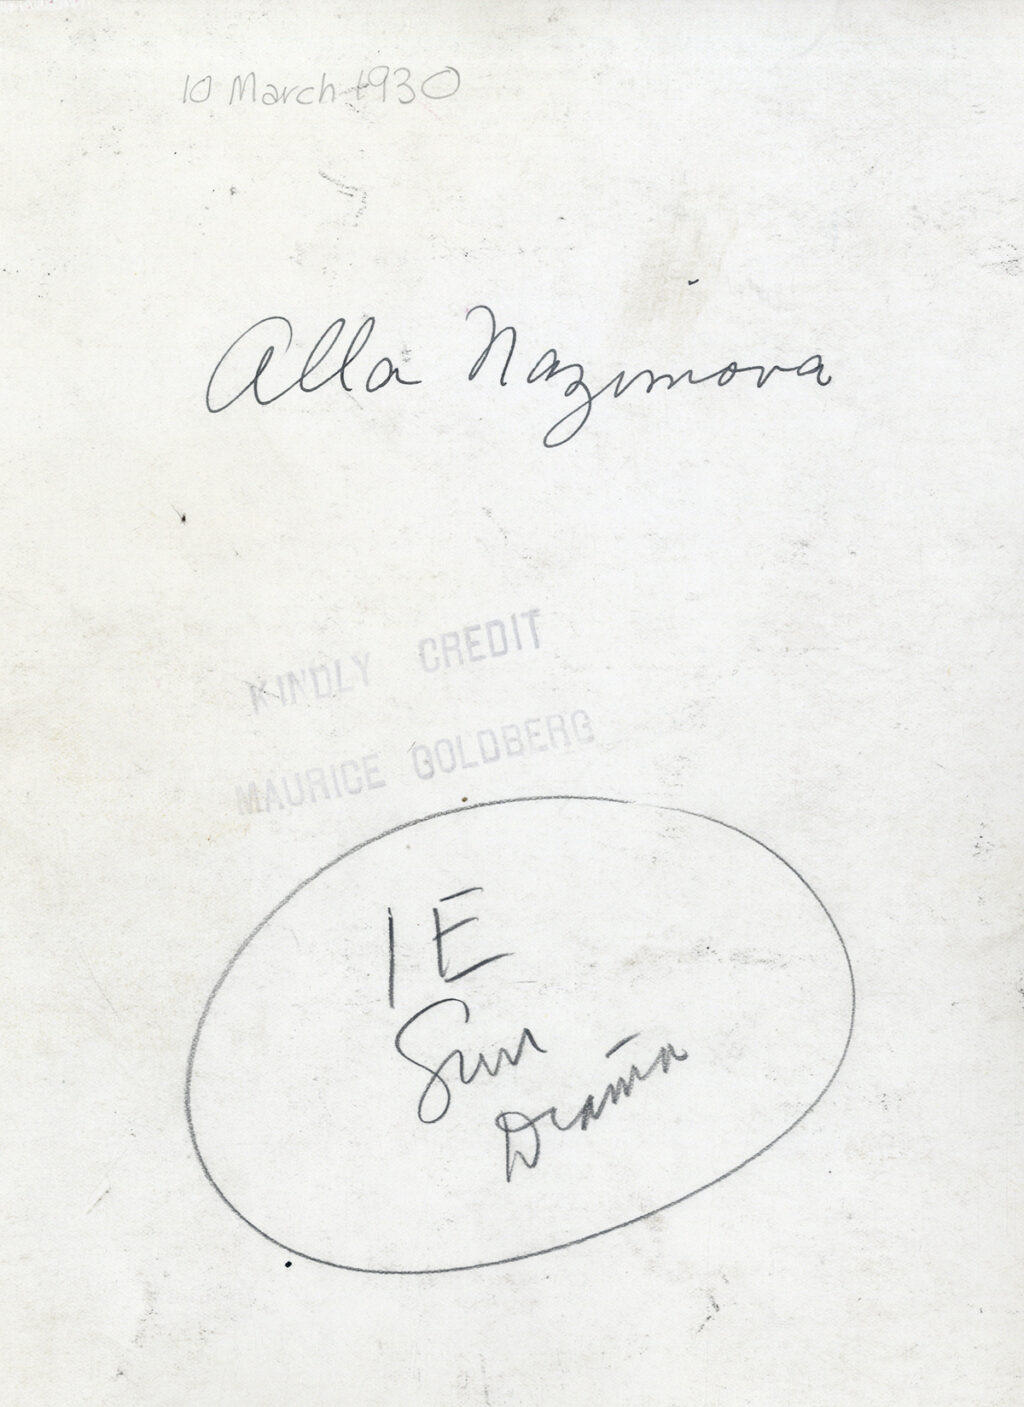 10 March 1930
Alla Nazimova
KINDLY CREDIT
MAURICE GOLDBERG
1E
Sun
Drama